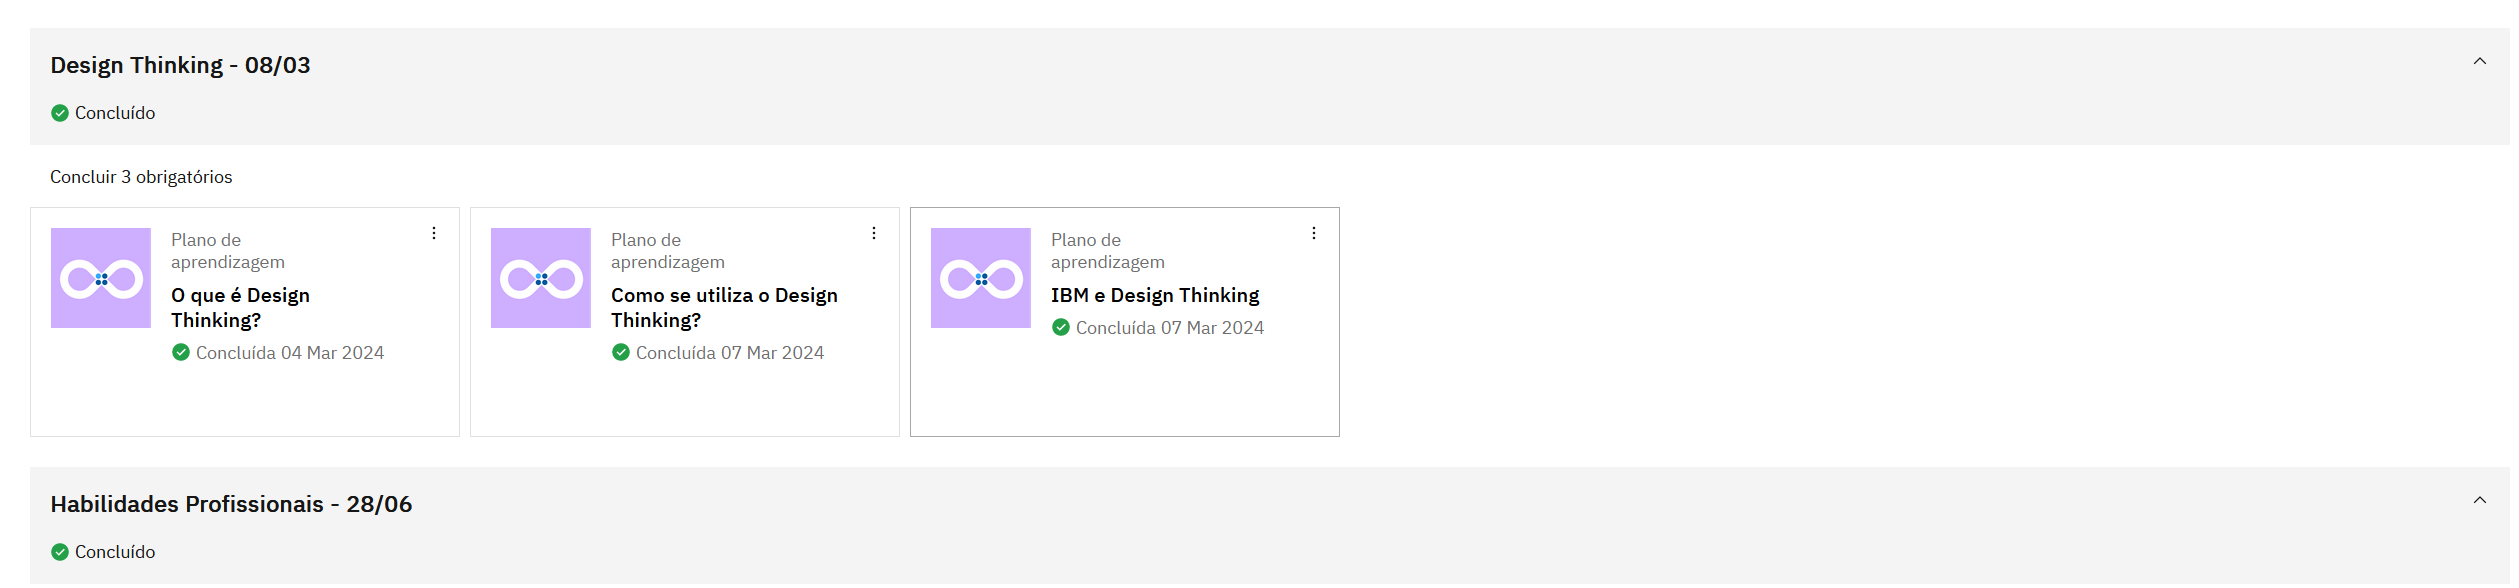 Design Thinking - 08/03
Concluído
Concluir 3 obrigatórios
Plano de
aprendizagem
O que é Design
Thinking?
Concluída 04 Mar 2024
Plano de
aprendizagem
Como se utiliza o Design
Thinking?
Concluída 07 Mar 2024
Plano de
aprendizagem
IBM e Design Thinking
Concluída 07 Mar 2024
Habilidades Profissionais - 28/06
Concluído